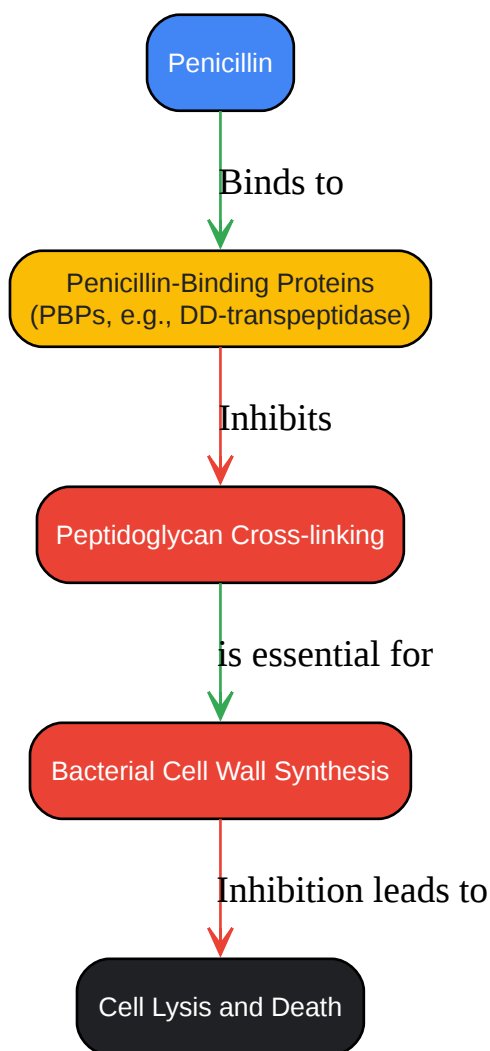 Penicillin
Binds to
Penicillin-Binding Proteins
(PBPs, e.g., DD-transpeptidase)
Inhibits
Peptidoglycan Cross-linking
is essential for
Bacterial Cell Wall Synthesis
Inhibition leads to
Cell Lysis and Death